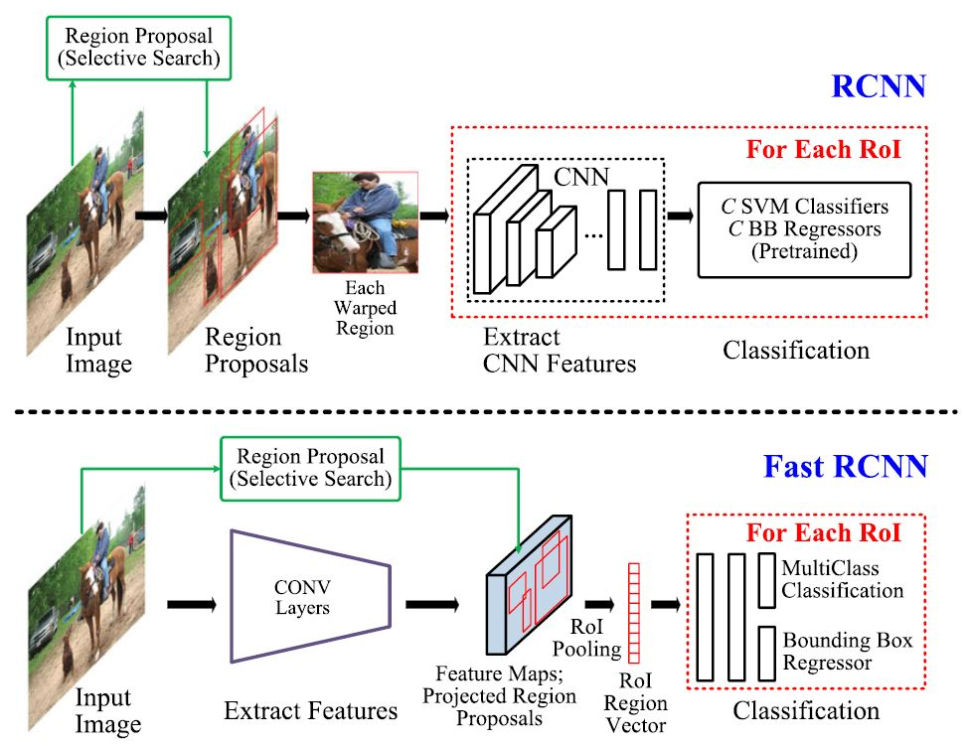 Region Proposal
(Selective Search)
RCNN
For Each RoI
CNN
...
C SVM Classifiers
C BB Regressors
(Pretrained)
Each
Warped
Region
Input
Image
Region
Proposals
Extract
CNN Features
Classification
Region Proposal
(Selective Search)
Fast RCNN
For Each RoI
CONV
Layers
MultiClass
Classification
Bounding Box
Regressor
RoI
Pooling
Input
Image
Extract Features
Feature Maps;
Projected Region
Proposals
RoI
Region
Vector
Classification